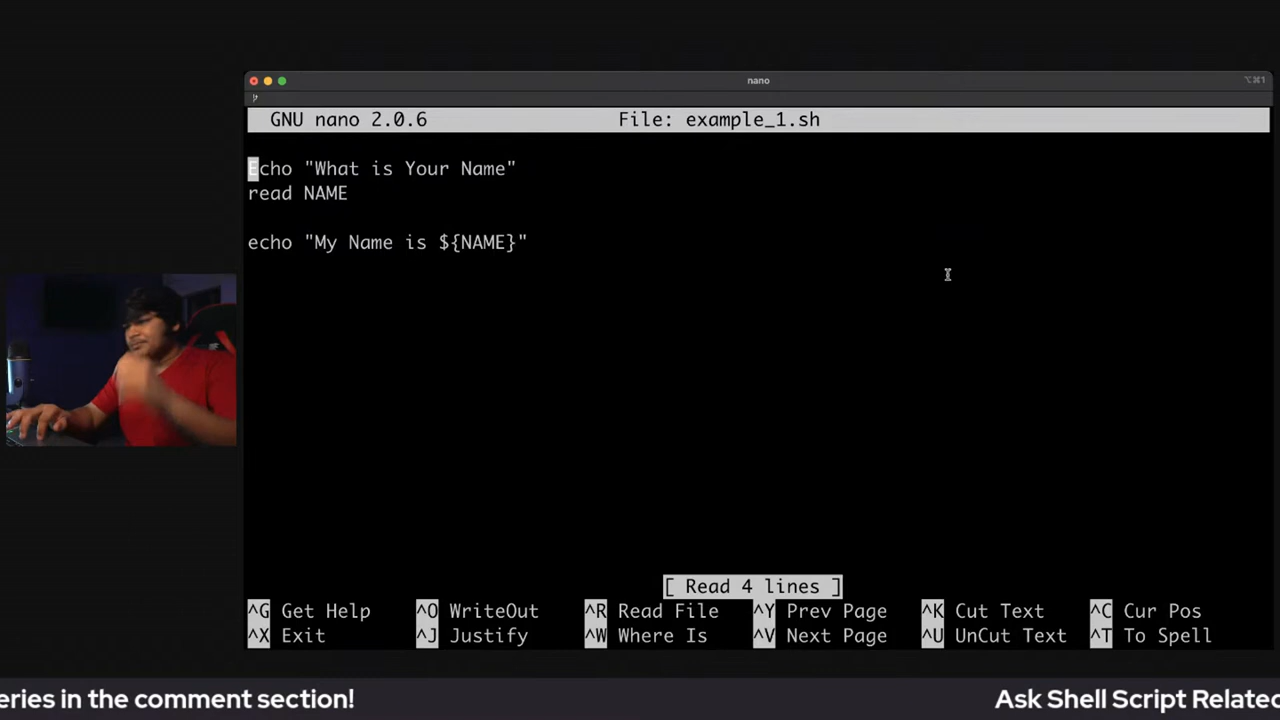 nano
⌥⌘1
GNU nano 2.0.6 File: example_1.sh
Echo "What is Your Name"
read NAME
echo "My Name is ${NAME}"
[ Read 4 lines ]
^G Get Help ^O WriteOut ^R Read File ^Y Prev Page ^K Cut Text ^C Cur Pos
^X Exit ^J Justify ^W Where Is ^V Next Page ^U UnCut Text ^T To Spell
eries in the comment section! Ask Shell Script Related